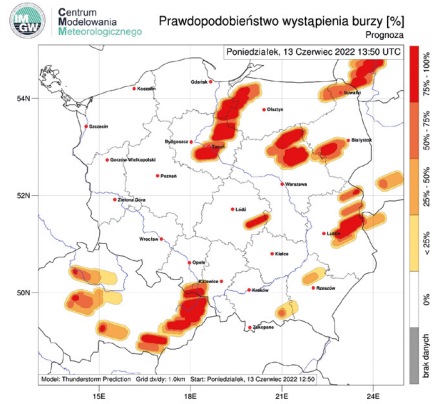 IM
GW
Centrum
Modelowania
Meteorologicznego
Prawdopodobieństwo wystąpienia burzy [%]
Prognoza
Poniedziałek, 13 Czerwiec 2022 13:50 UTC
Gdańsk
Koszalin
Suwałki
54N
Olsztyn
Szczecin
Bydgoszcz
Toruń
Białystok
Gorzów Wielkopolski
Poznań
Warszawa
52N
Zielona Góra
Łódź
Lublin
Wrocław
Kielce
Opole
Katowice
Kraków
Rzeszów
50N
Zakopane
Model: Thunderstorm Prediction Grid dx/dy: 1.0km Start: Poniedziałek, 13 Czerwiec 2022 12:50
15E
18E
21E
24E
75% - 100%
50% - 75%
25% - 50%
< 25%
0%
brak danych